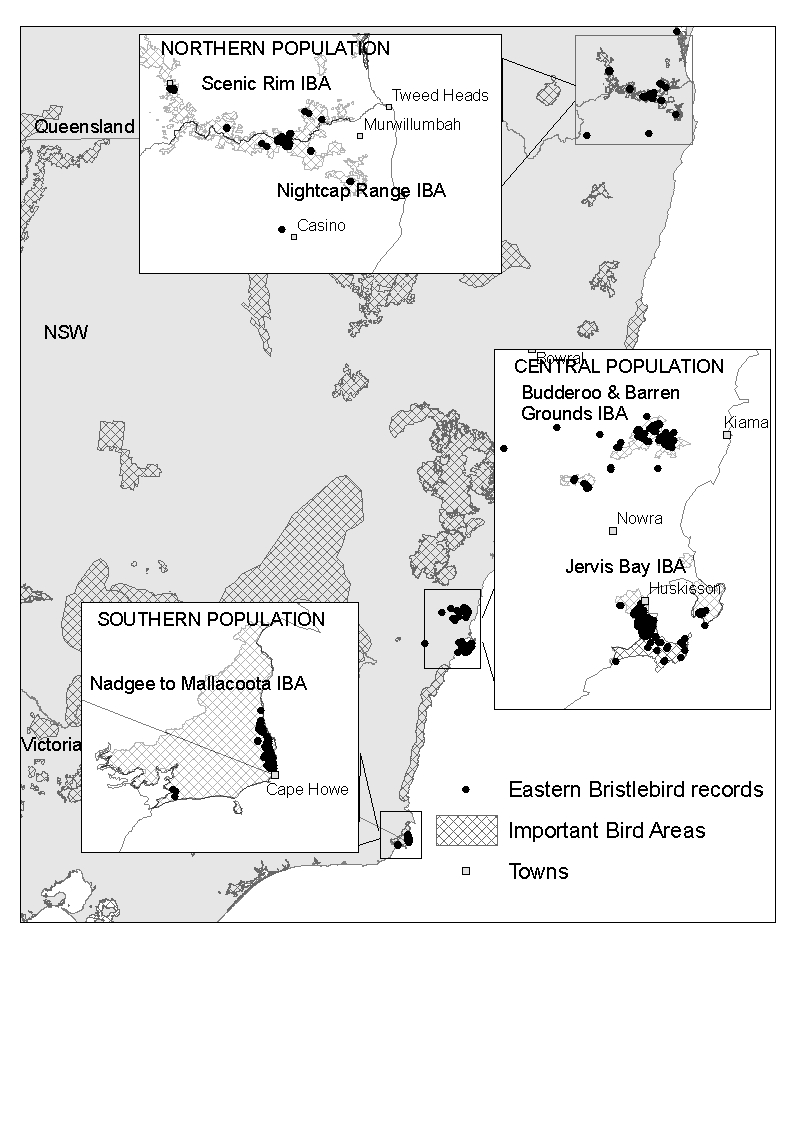 NORTHERN POPULATION
Scenic Rim IBA
Tweed Heads
Murwillumbah
Queensland
Nightcap Range IBA
Casino
NSW
Bowral
CENTRAL POPULATION
Budderoo & Barren
Grounds IBA
Kiama
Nowra
Jervis Bay IBA
Huskisson
SOUTHERN POPULATION
Nadgee to Mallacoota IBA
Victoria
Cape Howe
Eastern Bristlebird records
Important Bird Areas
Towns